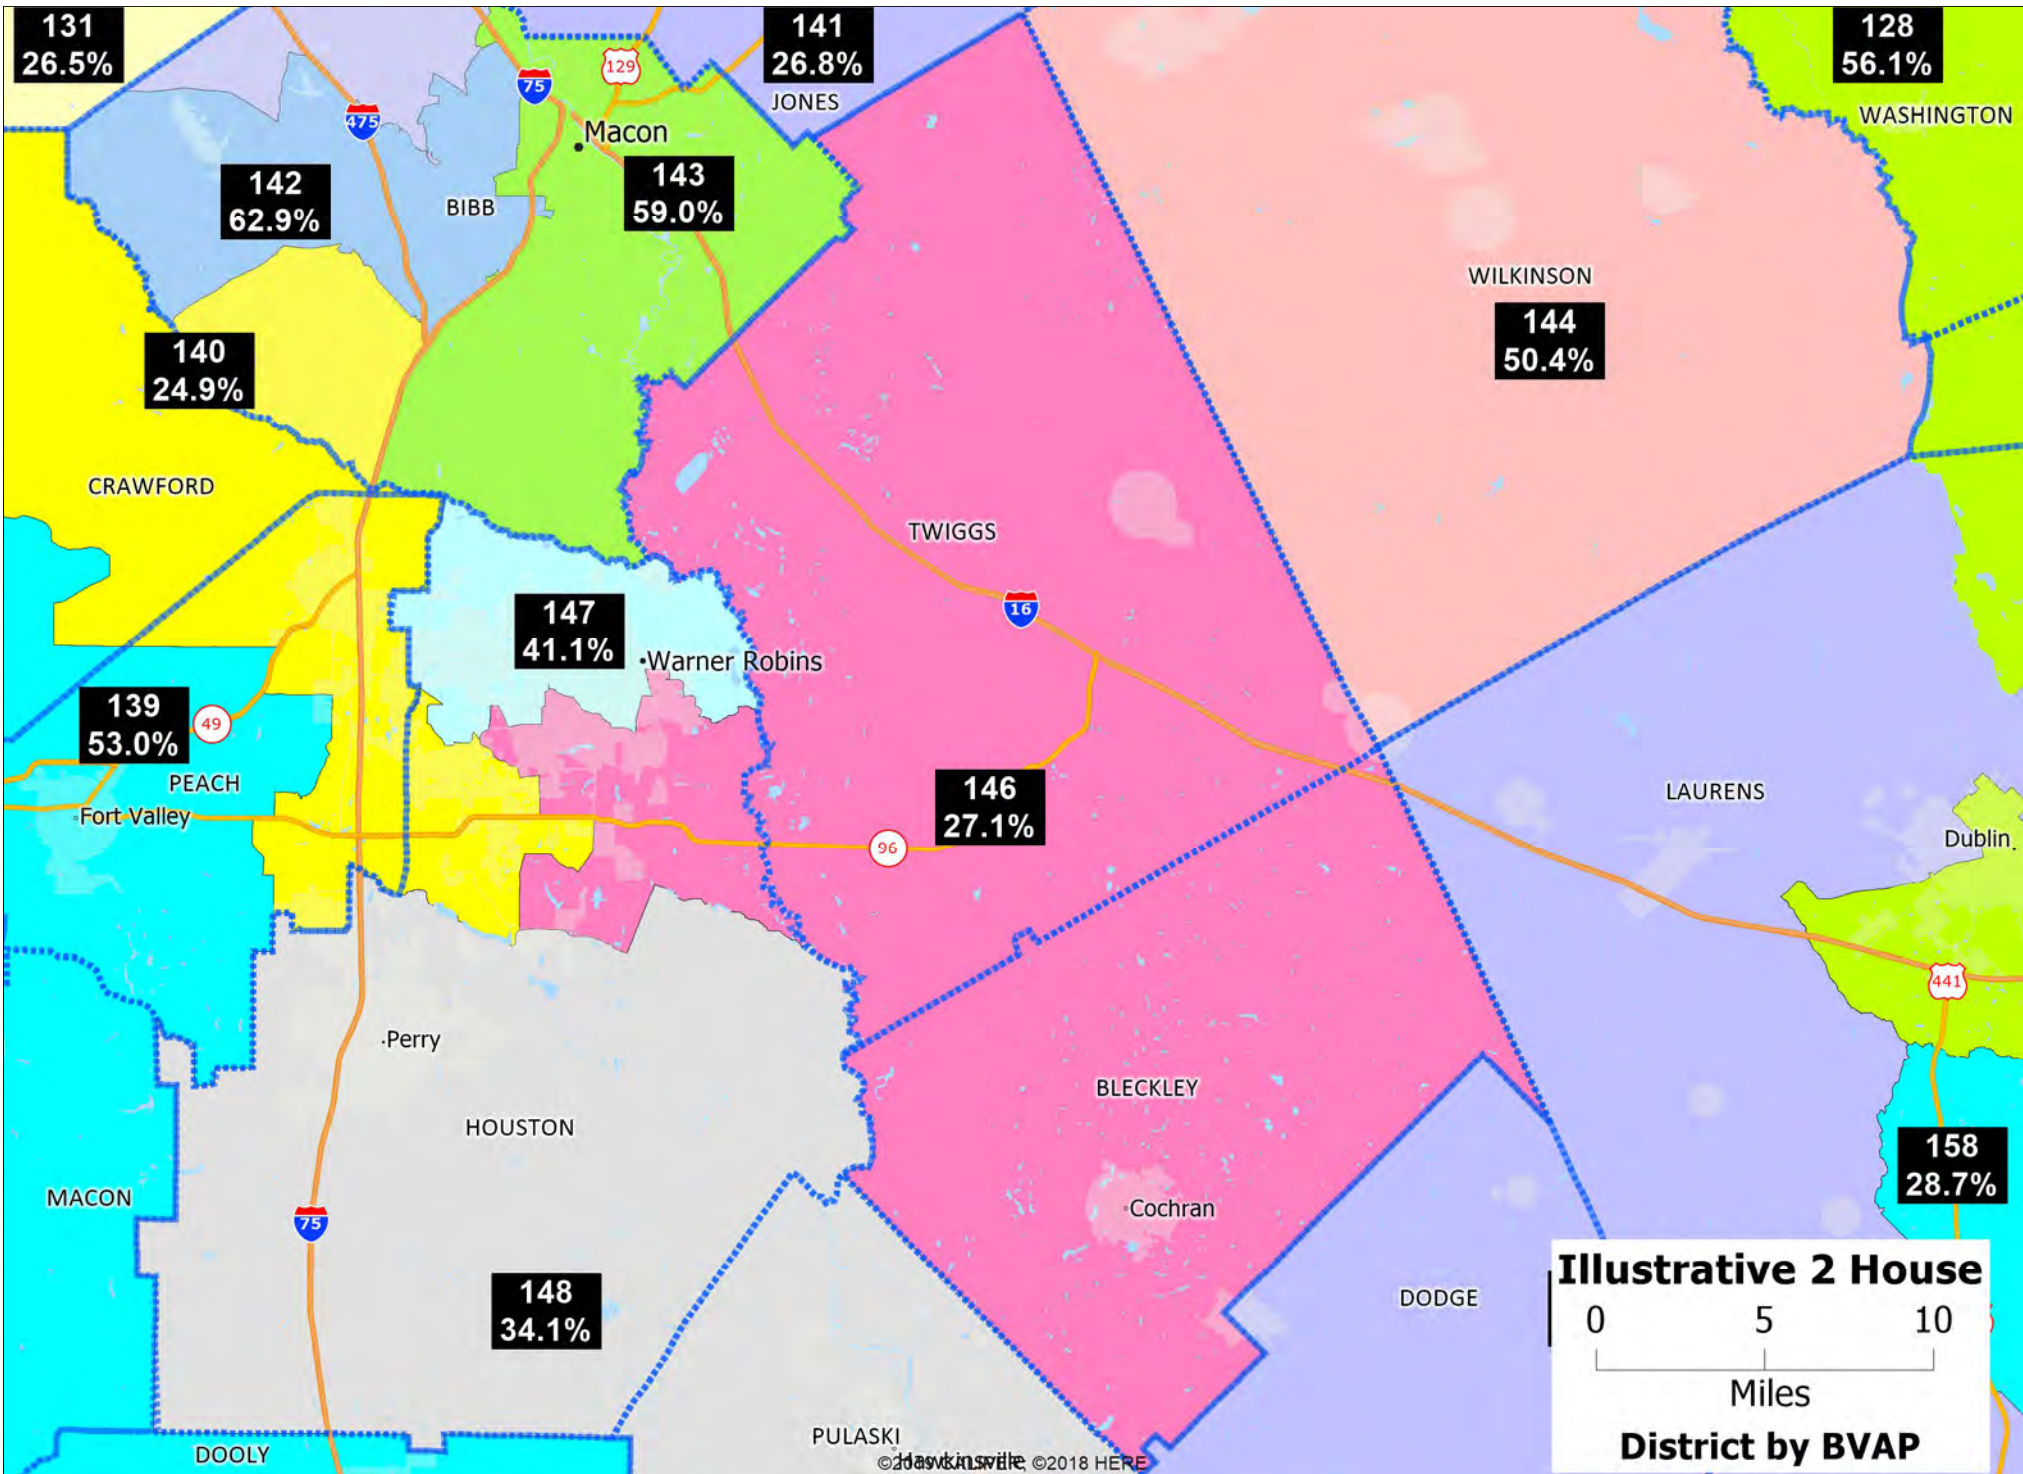 131
26.5%
141
26.8%
128
56.1%
JONES
WASHINGTON
129
75
475
Macon
142
62.9%
BIBB
143
59.0%
WILKINSON
144
50.4%
140
24.9%
CRAWFORD
TWIGGS
16
147
41.1%
Warner Robins
139
53.0%
49
PEACH
Fort Valley
146
27.1%
96
LAURENS
Dublin
441
Perry
HOUSTON
BLECKLEY
MACON
75
Cochran
158
28.7%
148
34.1%
DODGE
Illustrative 2 House
0 5 10
Miles
District by BVAP
PULASKI
DOOLY
Hawkinsville
©2018 HERE